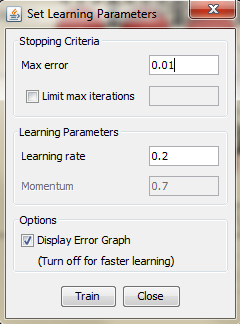 Set Learning Parameters
Stopping Criteria
Max error 0.01
Limit max iterations
Learning Parameters
Learning rate 0.2
Momentum 0.7
Options
Display Error Graph
(Turn off for faster learning)
Train Close